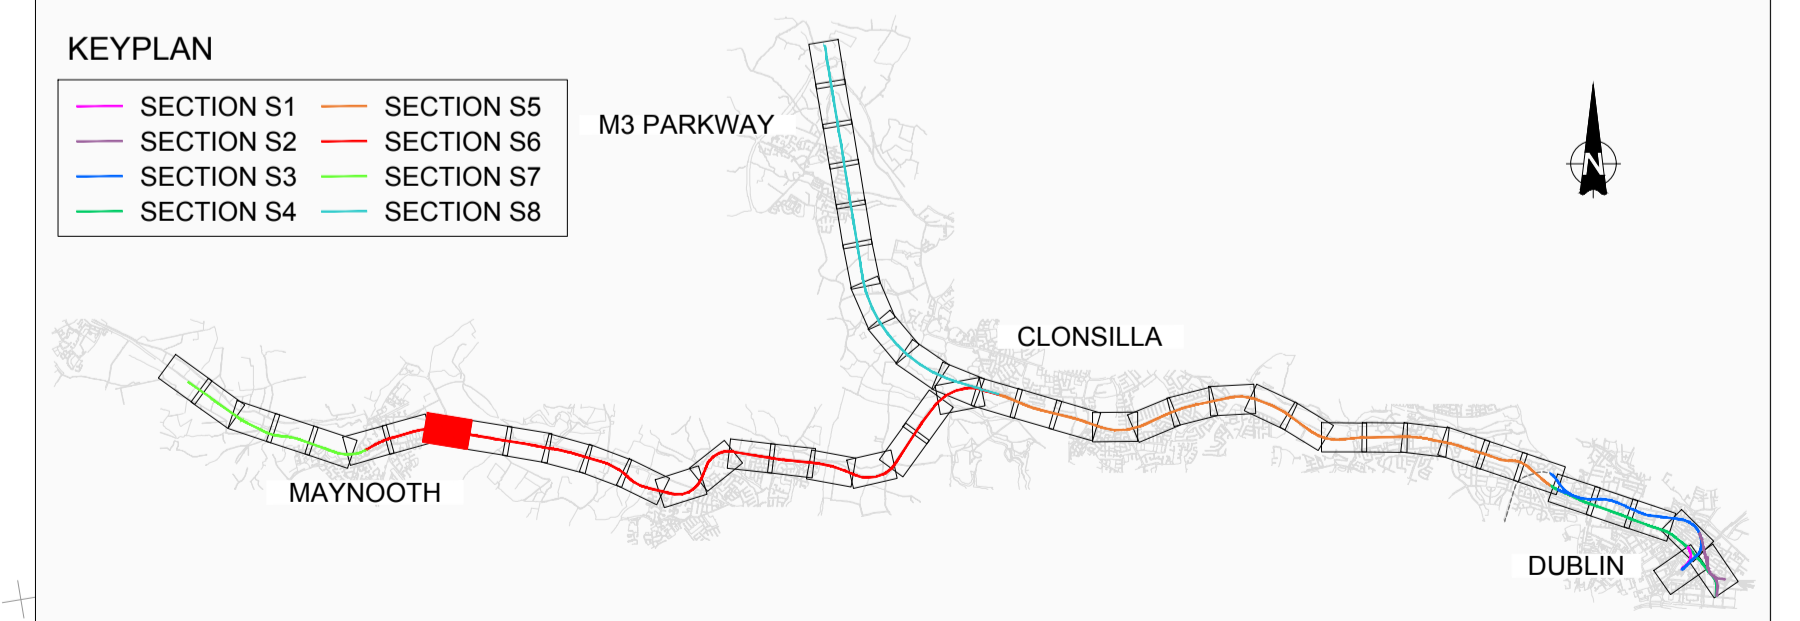 KEYPLAN
SECTION S1
SECTION S5
SECTION S2
SECTION S6
SECTION S3
SECTION S7
SECTION S4
SECTION S8
M3 PARKWAY
N
CLONSILLA
MAYNOOTH
DUBLIN